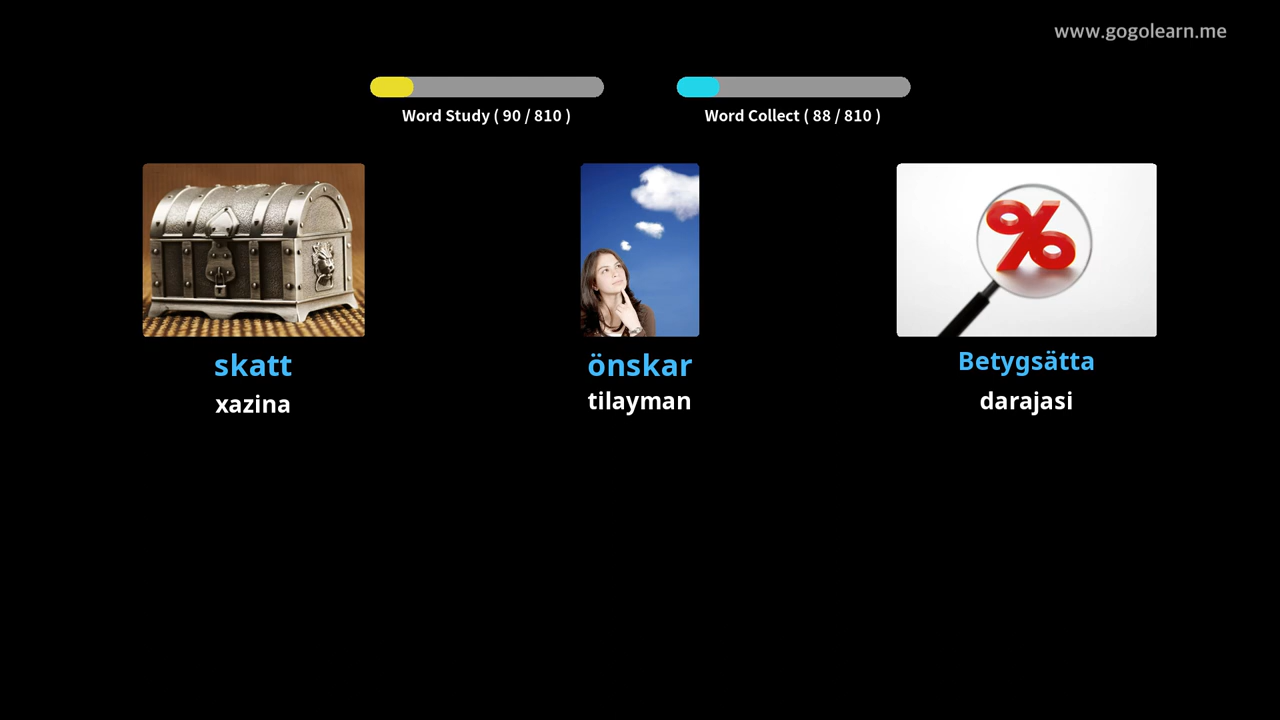 www.gogolearn.me
Word Study ( 90 / 810 )
Word Collect ( 88 / 810 )
%
skatt
önskar
Betygsätta
xazina
tilayman
darajasi